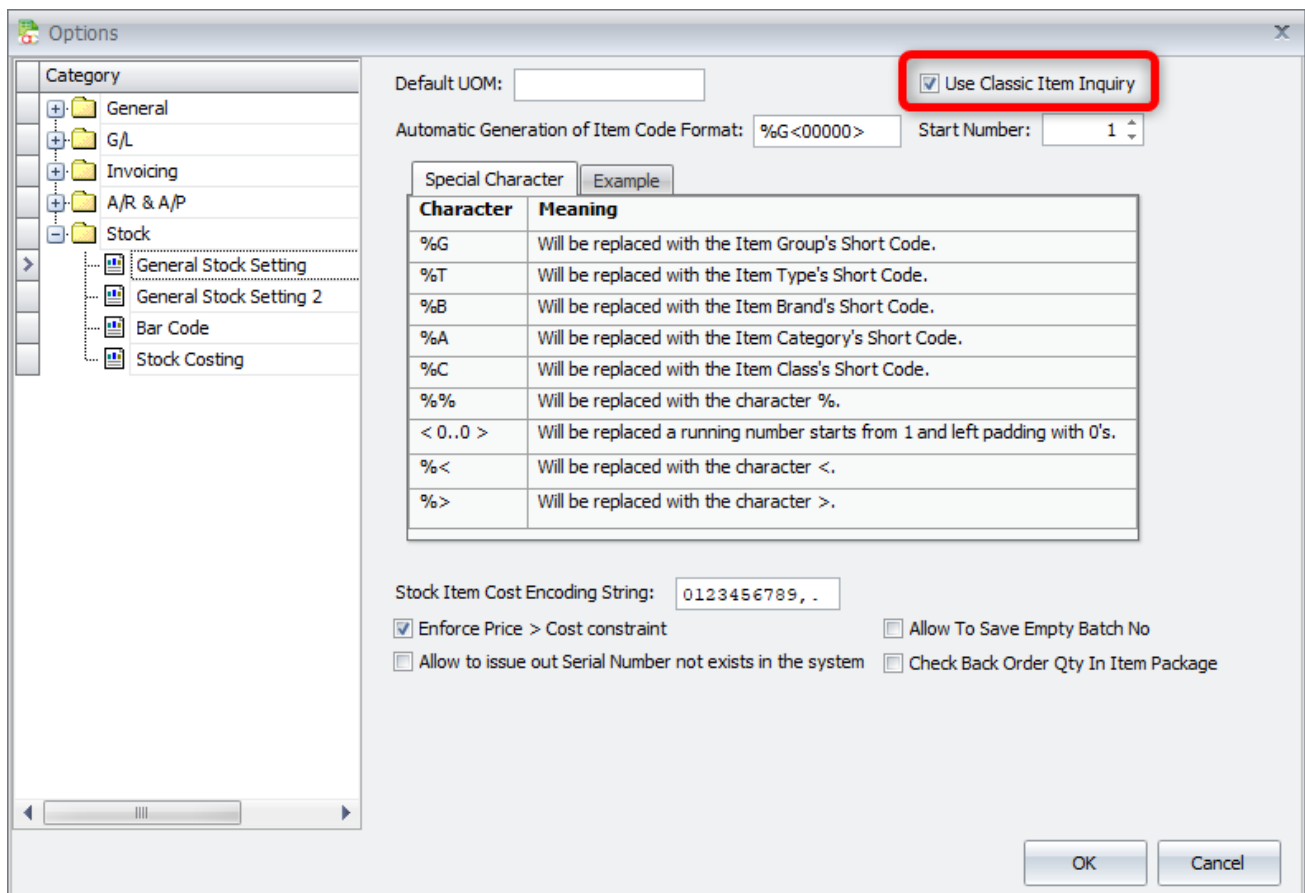 Options
Category
General
G/L
Invoicing
A/R & A/P
Stock
General Stock Setting
General Stock Setting 2
Bar Code
Stock Costing
Default UOM:
Use Classic Item Inquiry
Automatic Generation of Item Code Format: %G<00000> Start Number: 1
Special Character Example
Character Meaning
%G Will be replaced with the Item Group's Short Code.
%T Will be replaced with the Item Type's Short Code.
%B Will be replaced with the Item Brand's Short Code.
%A Will be replaced with the Item Category's Short Code.
%C Will be replaced with the Item Class's Short Code.
%% Will be replaced with the character %.
< 0..0 > Will be replaced a running number starts from 1 and left padding with 0's.
%< Will be replaced with the character <.
%> Will be replaced with the character >.
Stock Item Cost Encoding String: 0123456789,.
Enforce Price > Cost constraint
Allow To Save Empty Batch No
Allow to issue out Serial Number not exists in the system
Check Back Order Qty In Item Package
OK Cancel